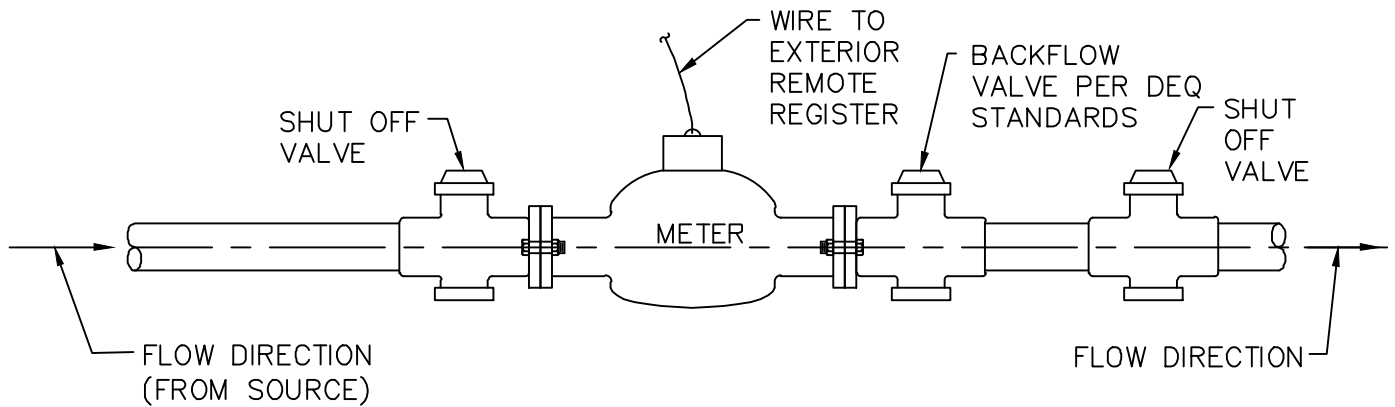 WIRE TO
EXTERIOR
REMOTE
REGISTER
BACKFLOW
VALVE PER DEQ
STANDARDS
SHUT
OFF
VALVE
SHUT OFF
VALVE
METER
FLOW DIRECTION
(FROM SOURCE)
FLOW DIRECTION